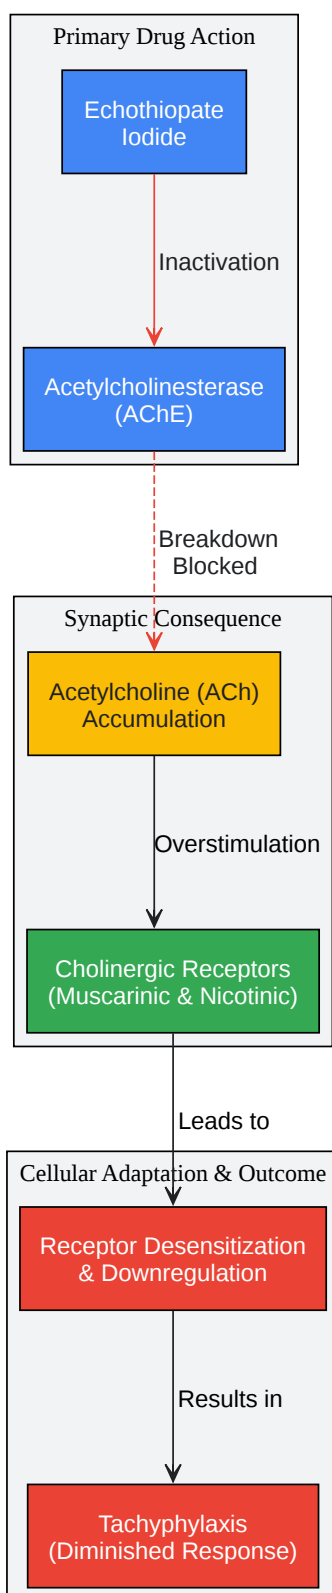 Primary Drug Action
Echothiopate
Iodide
Inactivation
Acetylcholinesterase
(AChE)
Breakdown
Blocked
Synaptic Consequence
Acetylcholine (ACh)
Accumulation
Overstimulation
Cholinergic Receptors
(Muscarinic & Nicotinic)
Leads to
Cellular Adaptation & Outcome
Receptor Desensitization
& Downregulation
Results in
Tachyphylaxis
(Diminished Response)